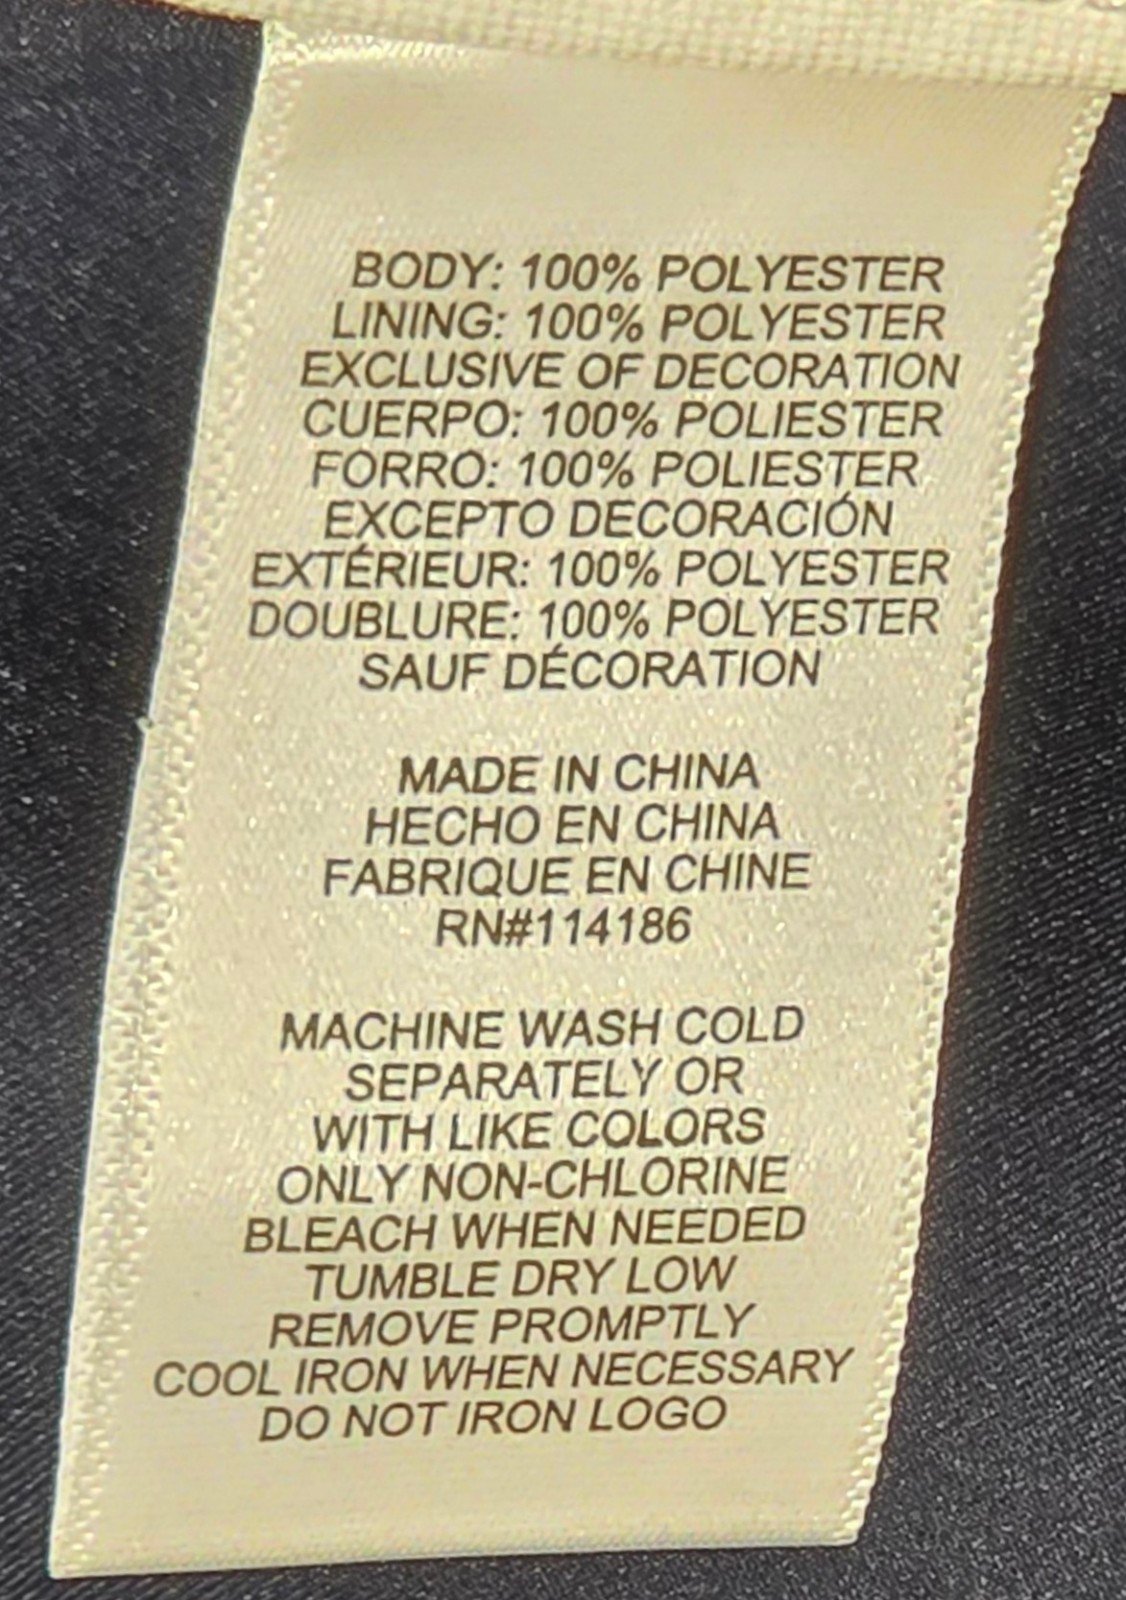 BODY: 100% POLYESTER
LINING: 100% POLYESTER
EXCLUSIVE OF DECORATION
CUERPO: 100% POLIESTER
FORRO: 100% POLIESTER
EXCEPTO DECORACIÓN
EXTÉRIEUR: 100% POLYESTER
DOUBLURE: 100% POLYESTER
SAUF DÉCORATION
MADE IN CHINA
HECHO EN CHINA
FABRIQUE EN CHINE
RN#114186
MACHINE WASH COLD
SEPARATELY OR
WITH LIKE COLORS
ONLY NON-CHLORINE
BLEACH WHEN NEEDED
TUMBLE DRY LOW
REMOVE PROMPTLY
COOL IRON WHEN NECESSARY
DO NOT IRON LOGO